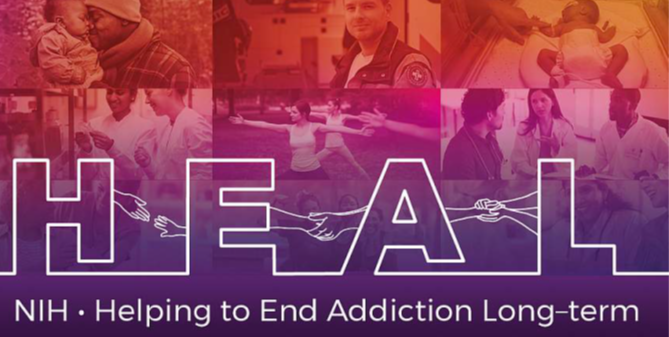 HEAL
NIH • Helping to End Addiction Long-term